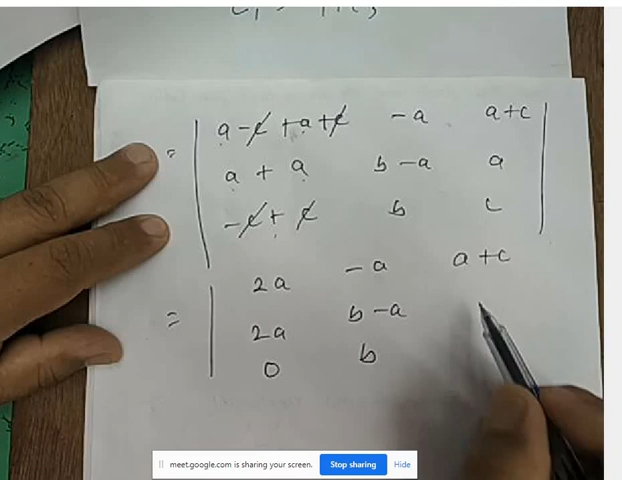 = | a - c + a + c   - a   a + c |
| a + a   b - a   a |
| - c + c   b   c |
= | 2a   - a   a + c
| 2a   b - a
| 0   b
meet.google.com is sharing your screen. Stop sharing Hide